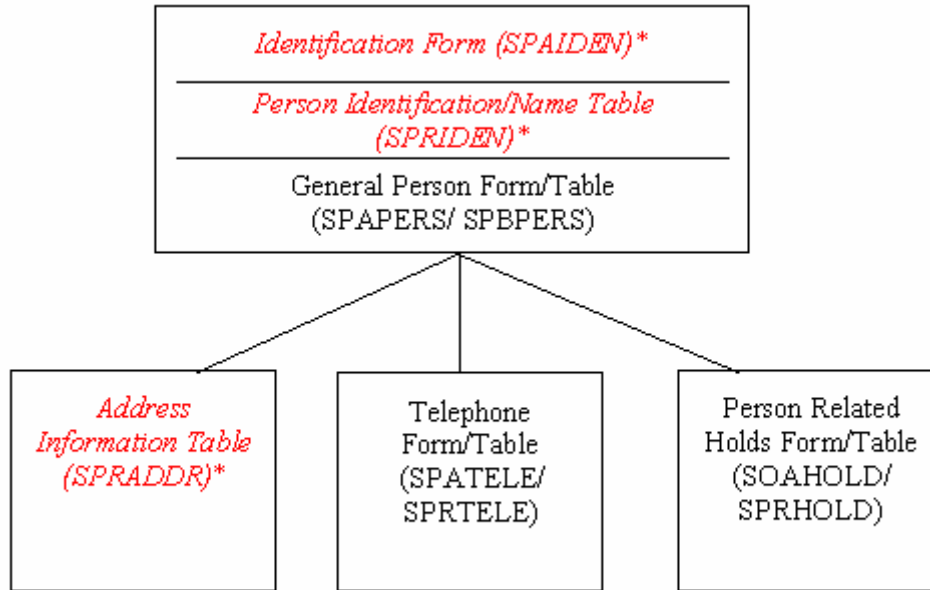 Identification Form (SPAIDEN)*
Person Identification/Name Table
(SPRIDEN)*
General Person Form/Table
(SPAPERS/ SPBPERS)
Address
Information Table
(SPRADDR)*
Telephone
Form/Table
(SPATELE/
SPRTELE)
Person Related
Holds Form/Table
(SOAHOLD/
SPRHOLD)